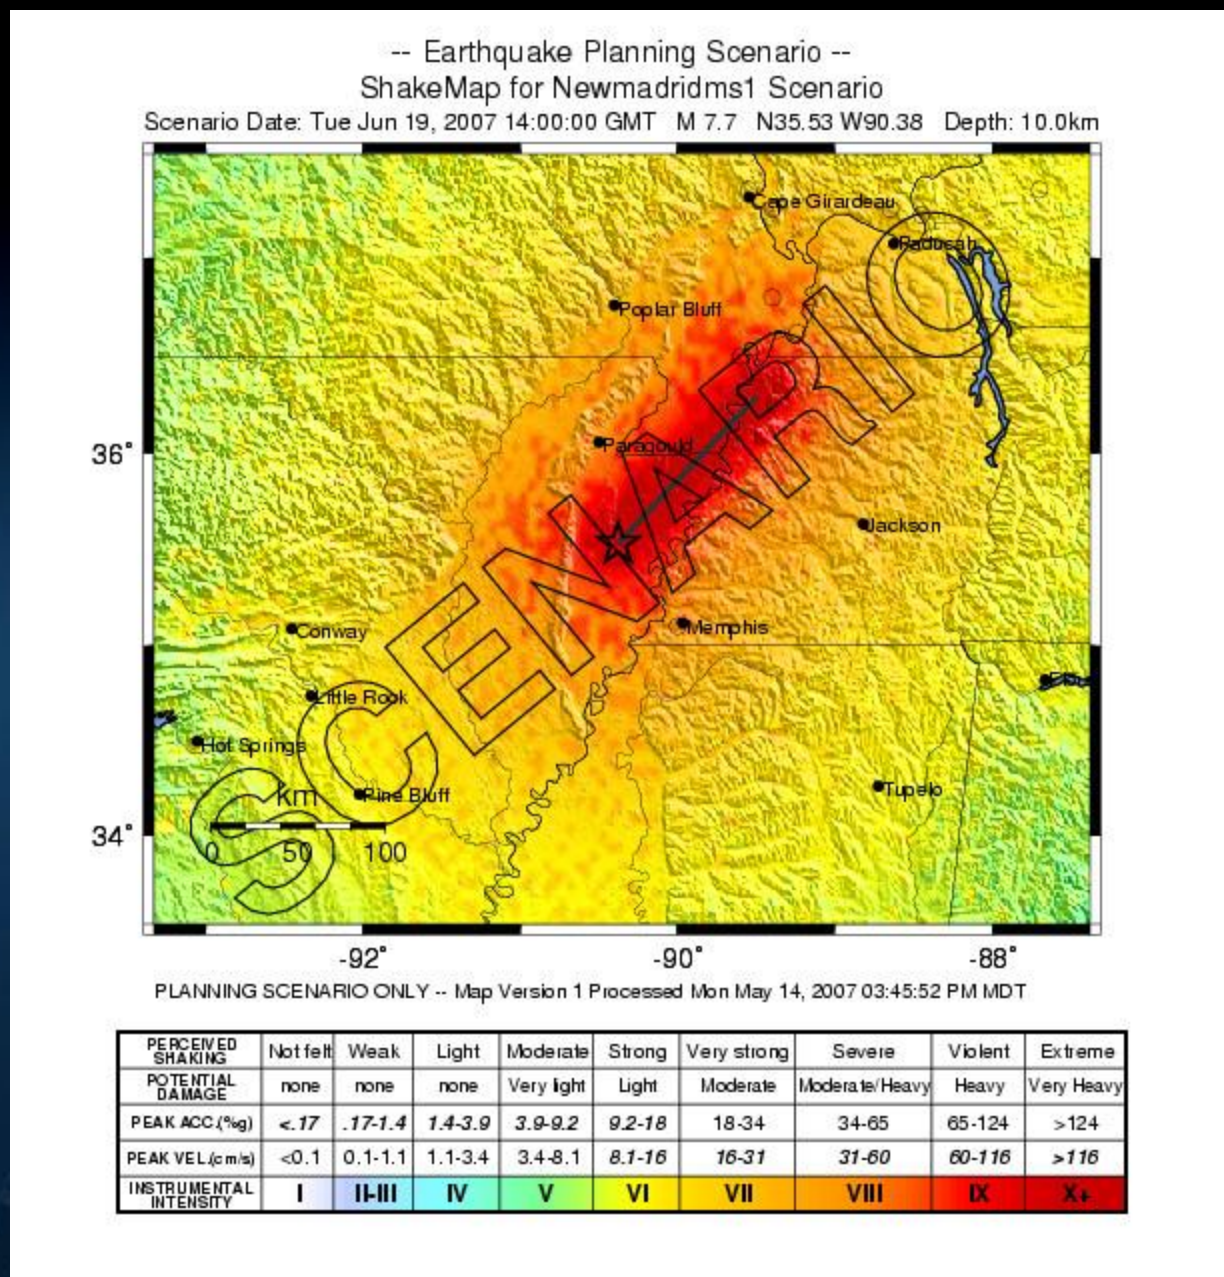 -- Earthquake Planning Scenario --
ShakeMap for Newmadridms1 Scenario
Scenario Date: Tue Jun 19, 2007 14:00:00 GMT M 7.7 N35.53 W90.38 Depth: 10.0km
Cape Girardeau
Paducah
Poplar Bluff
36°
Paragould
Jackson
Conway
Memphis
Little Rock
Hot Springs
Tupelo
km
Pine Bluff
34°
0 50 100
SCENARIO
-92° -90° -88°
PLANNING SCENARIO ONLY -- Map Version 1 Processed Mon May 14, 2007 03:45:52 PM MDT
PERCEIVED SHAKING Not felt Weak Light Moderate Strong Very strong Severe Violent Extreme
POTENTIAL DAMAGE none none none Very light Light Moderate Moderate/Heavy Heavy Very Heavy
PEAK ACC.(%g) <.17 .17-1.4 1.4-3.9 3.9-9.2 9.2-18 18-34 34-65 65-124 >124
PEAK VEL.(cm/s) <0.1 0.1-1.1 1.1-3.4 3.4-8.1 8.1-16 16-31 31-60 60-116 >116
INSTRUMENTAL INTENSITY I II-III IV V VI VII VIII IX X+